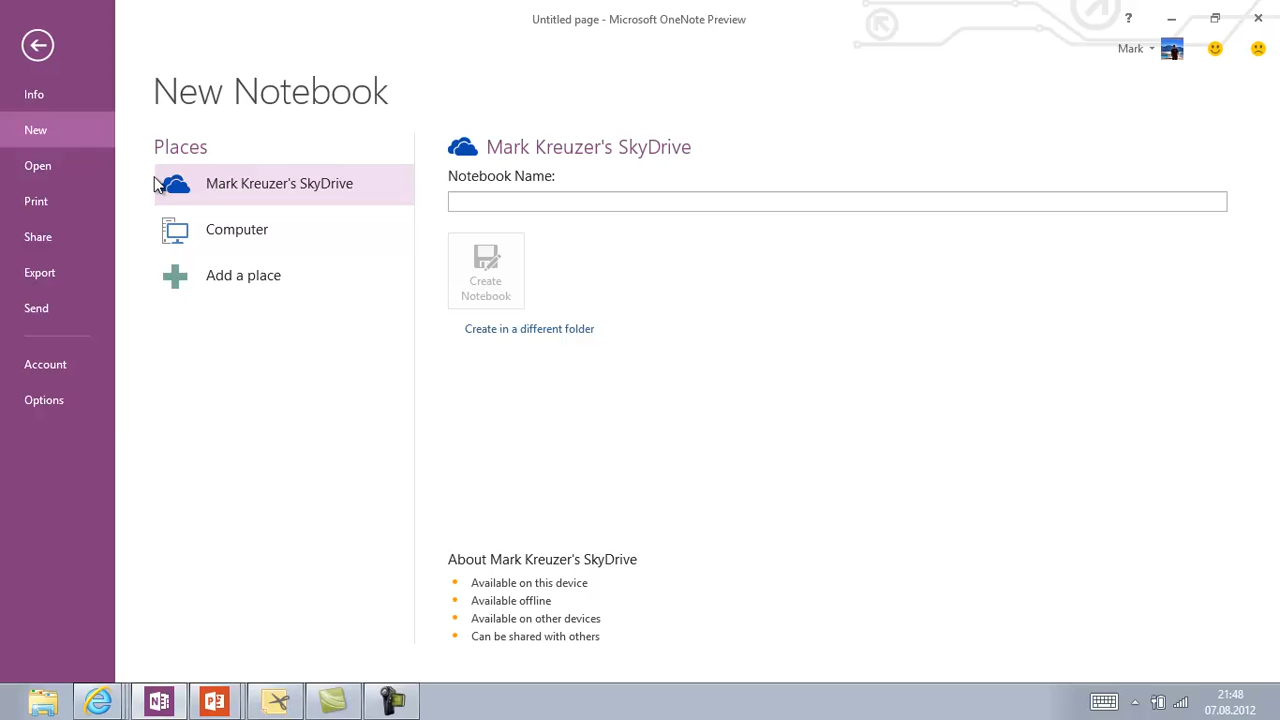 Untitled page - Microsoft OneNote Preview
?
Mark
Info
New
Open
Print
Share
Export
Send
Account
Options
New Notebook
Places
Mark Kreuzer's SkyDrive
Computer
Add a place
Mark Kreuzer's SkyDrive
Notebook Name:
Create
Notebook
Create in a different folder
About Mark Kreuzer's SkyDrive
Available on this device
Available offline
Available on other devices
Can be shared with others
21:48
07.08.2012